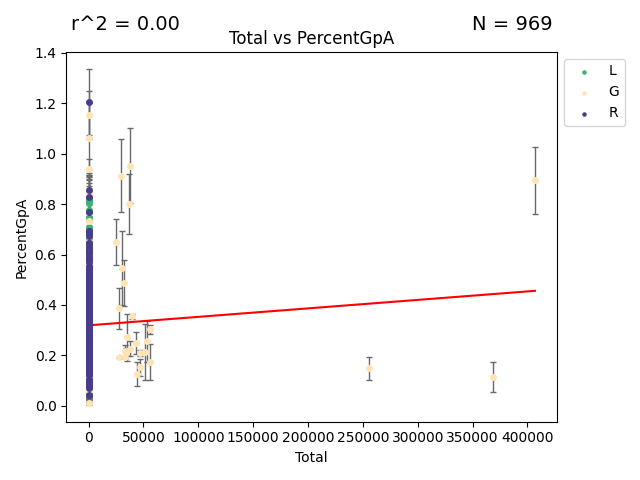 r^2 = 0.00
N = 969
Total vs PercentGpA
L
G
R
PercentGpA
1.4
1.2
1.0
0.8
0.6
0.4
0.2
0.0
0
50000
100000
150000
200000
250000
300000
350000
400000
Total